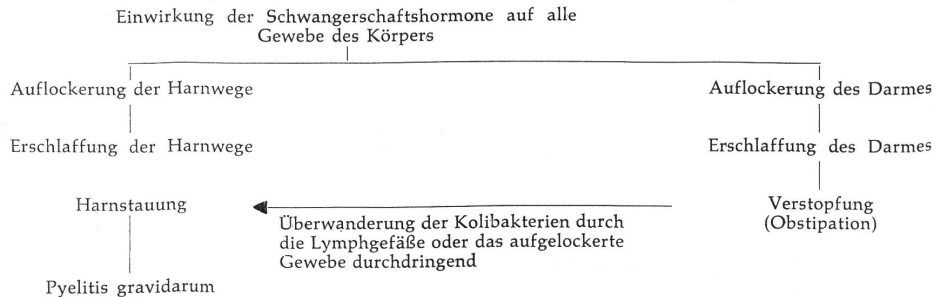 Einwirkung der Schwangerschaftshormone auf alle
Gewebe des Körpers
Auflockerung der Harnwege
Auflockerung des Darmes
Erschlaffung der Harnwege
Erschlaffung des Darmes
Harnstauung
Verstopfung
(Obstipation)
Überwanderung der Kolibakterien durch
die Lymphgefäße oder das aufgelockerte
Gewebe durchdringend
Pyelitis gravidarum